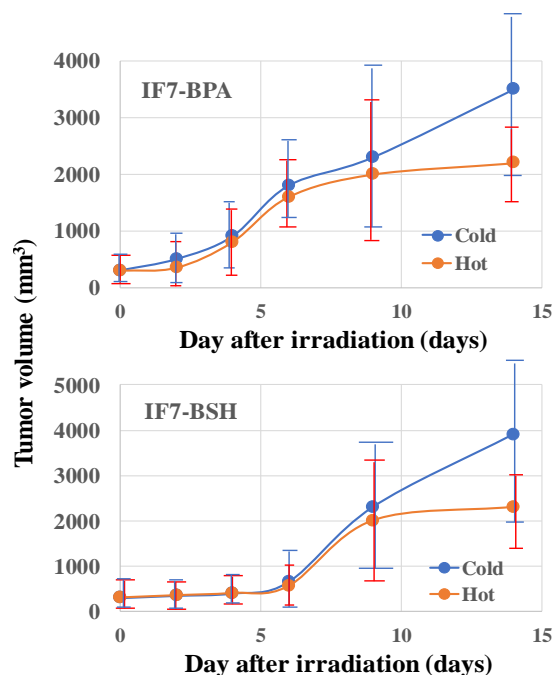 Tumor volume (mm³)
IF7-BPA
4000
3000
2000
1000
0
Cold
Hot
0 5 10 15
Day after irradiation (days)
IF7-BSH
5000
4000
3000
2000
1000
0
Cold
Hot
0 5 10 15
Day after irradiation (days)